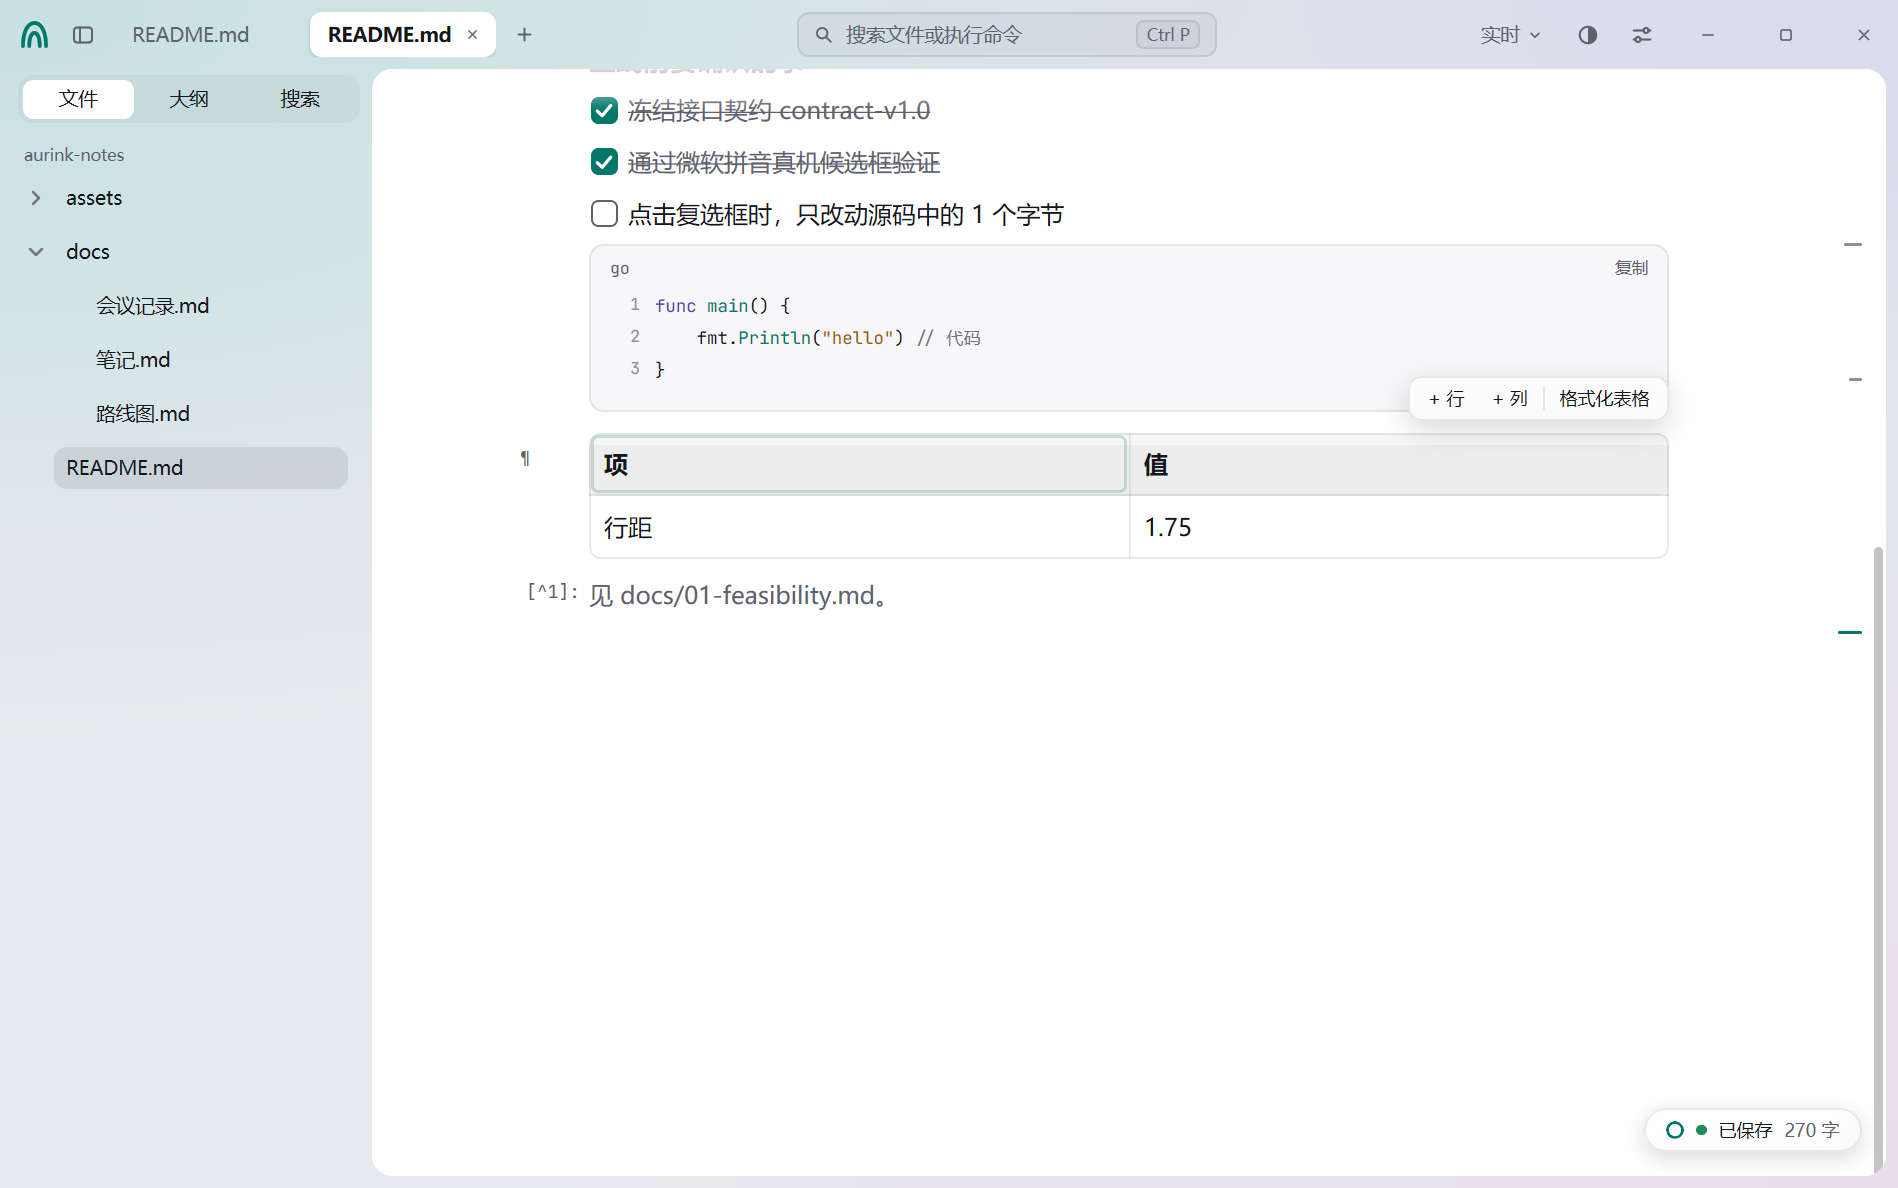 README.md
README.md
搜索文件或执行命令
Ctrl P
实时
文件
大纲
搜索
aurink-notes
assets
docs
会议记录.md
笔记.md
路线图.md
README.md
冻结接口契约 contract-v1.0
通过微软拼音真机候选框验证
点击复选框时，只改动源码中的 1 个字节
go
复制
1 func main() {
2 fmt.Println("hello") // 代码
3 }
+ 行
+ 列
格式化表格
¶
项 值
行距 1.75
[^1]: 见 docs/01-feasibility.md。
已保存 270 字